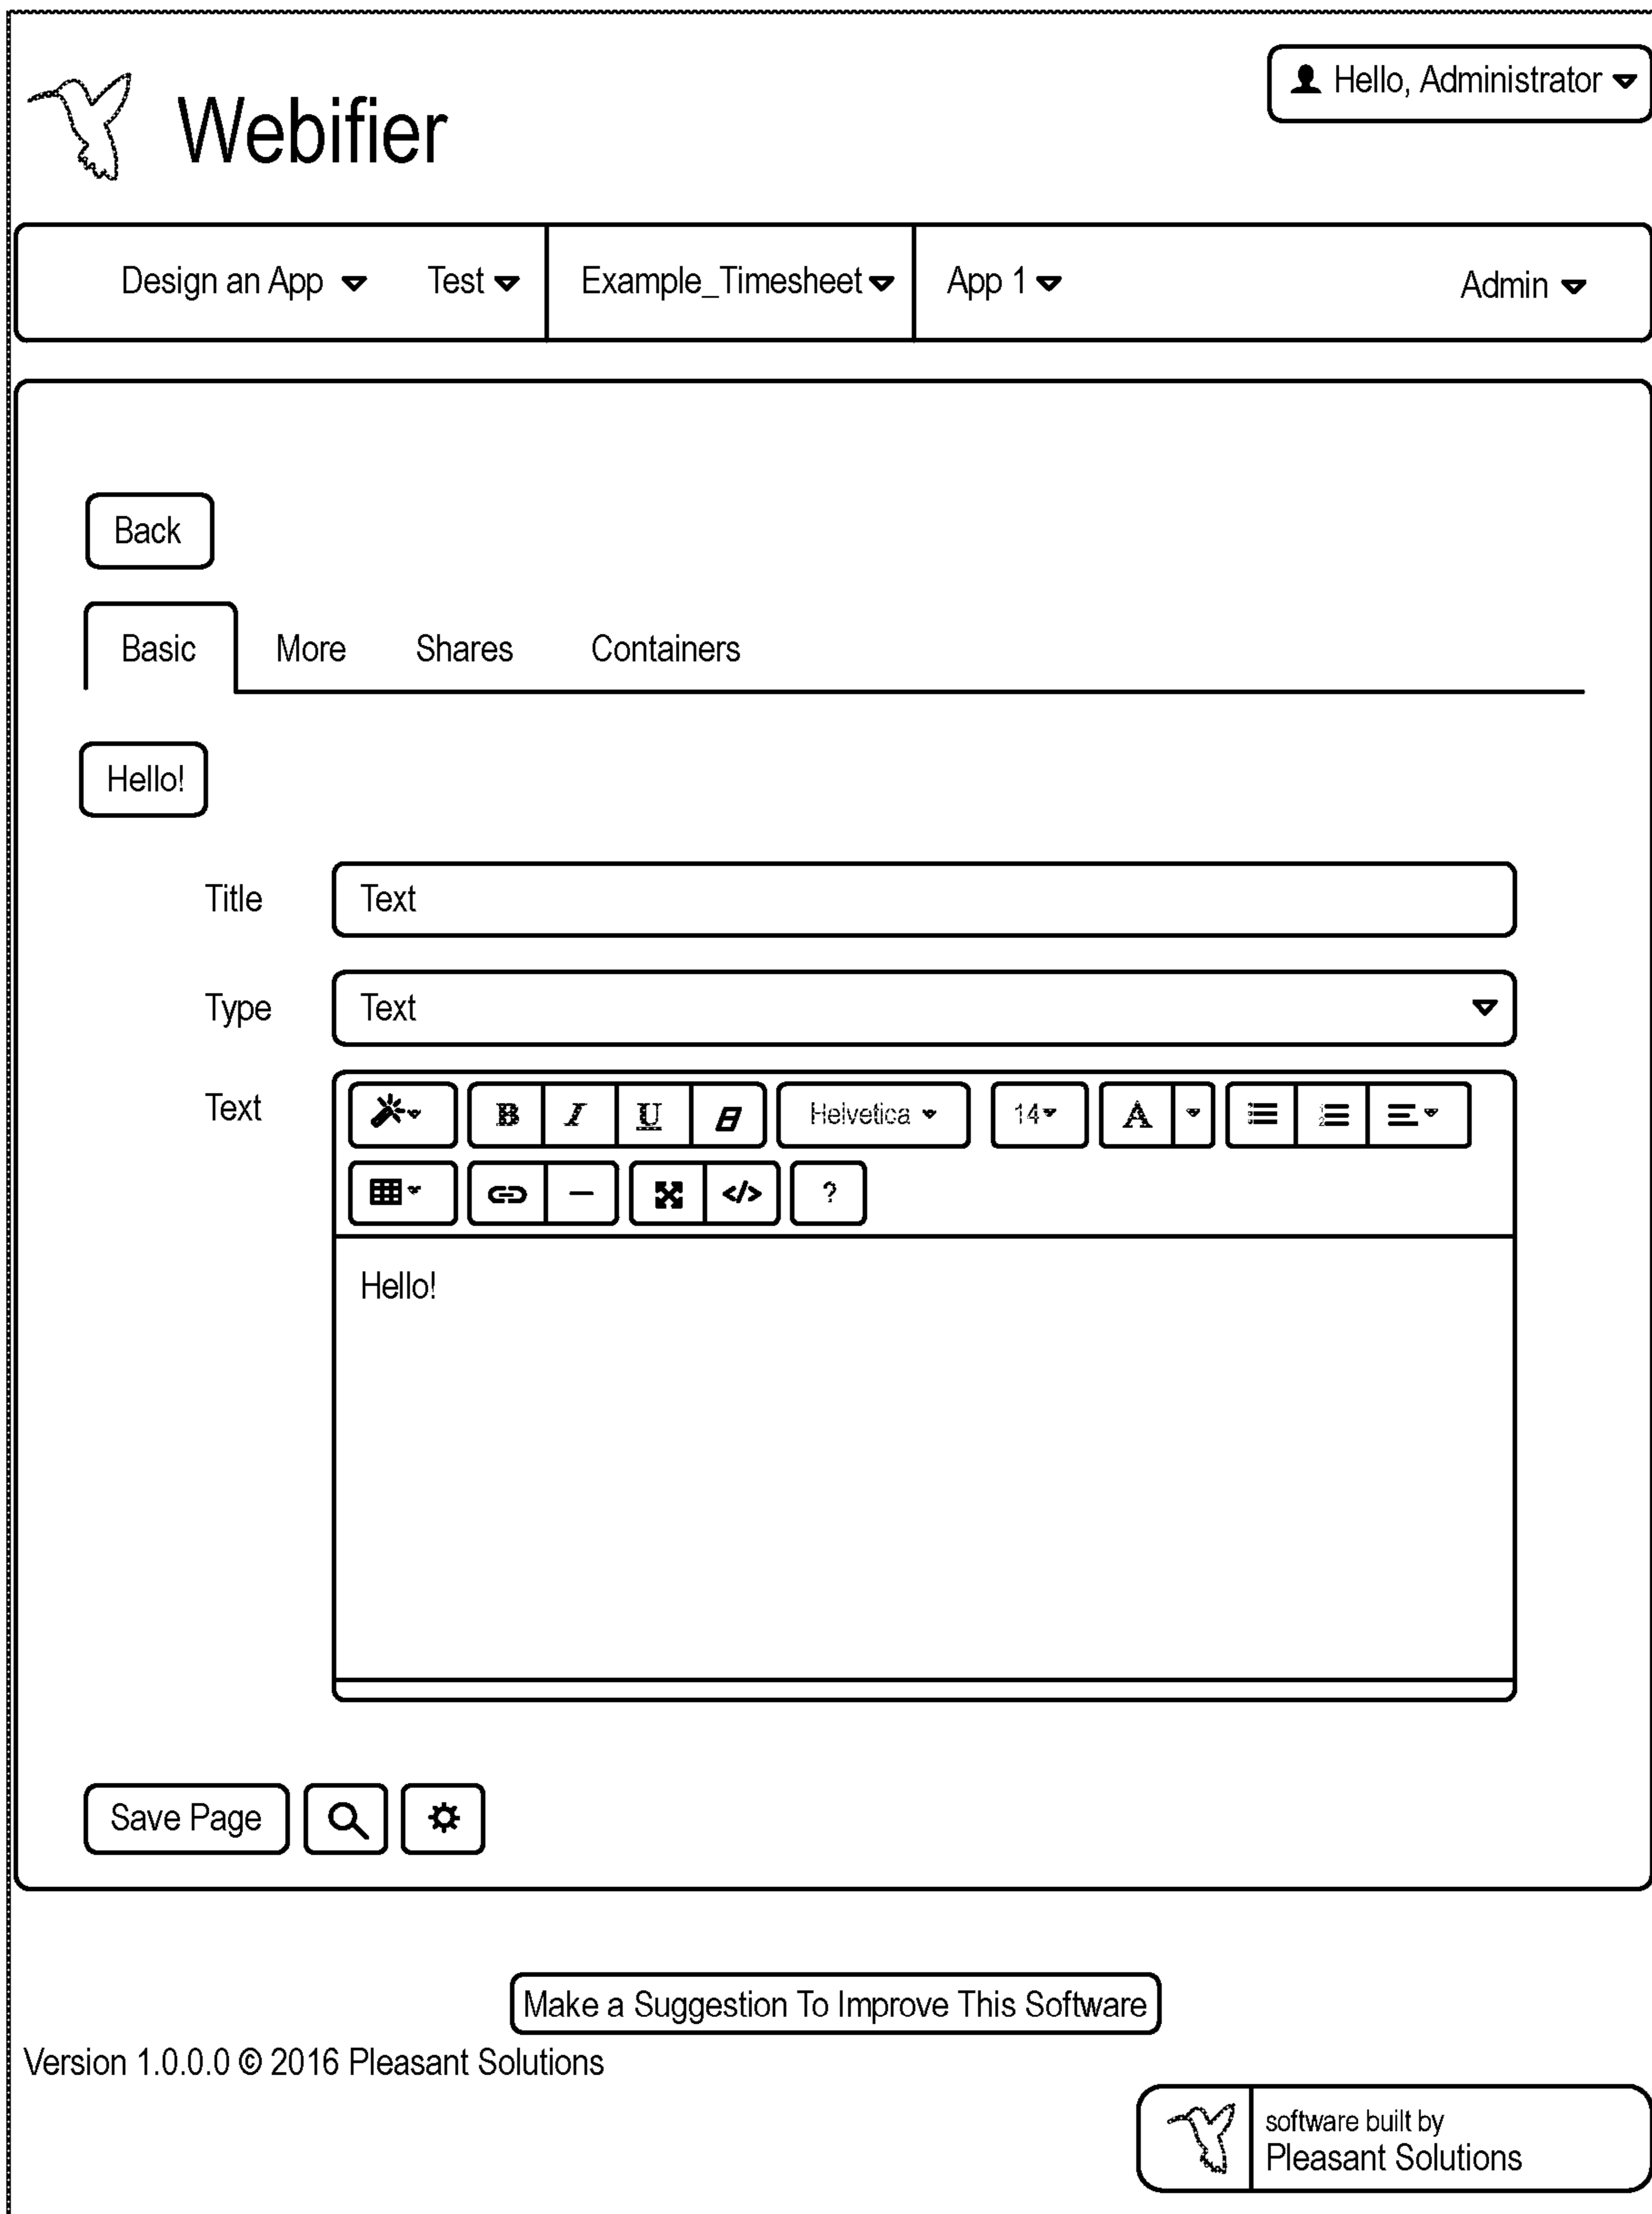 Hello, Administrator
Webifier
Design an App Test Example_Timesheet App 1 Admin
Back
Basic More Shares Containers
Hello!
Title Text
Type Text
Text
B I U Helvetica 14 A
</> ?
Hello!
Save Page
Make a Suggestion To Improve This Software
Version 1.0.0.0 © 2016 Pleasant Solutions
software built by
Pleasant Solutions